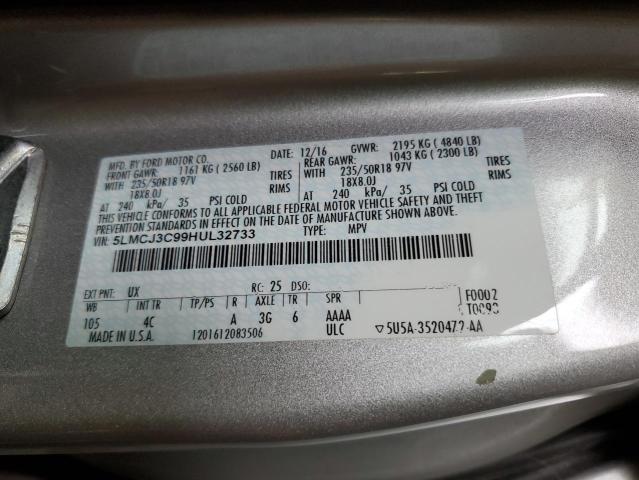 MFD. BY FORD MOTOR CO.
DATE: 12/16 GVWR: 2195 KG ( 4840 LB)
FRONT GAWR: 1161 KG ( 2560 LB)
REAR GAWR: 1043 KG ( 2300 LB)
WITH 235/50R18 97V TIRES
WITH 235/50R18 97V TIRES
18X8.0J RIMS
18X8.0J RIMS
AT 240 kPa/ 35 PSI COLD
AT 240 kPa/ 35 PSI COLD
THIS VEHICLE CONFORMS TO ALL APPLICABLE FEDERAL MOTOR VEHICLE SAFETY AND THEFT
PREVENTION STANDARDS IN EFFECT ON THE DATE OF MANUFACTURE SHOWN ABOVE.
VIN: 5LMCJ3C99HUL32733 TYPE: MPV
EXT PNT: UX RC: 25 DSO:
WB INT TR TP/PS R AXLE TR SPR F0002
105 4C A 3G 6 AAAA
MADE IN U.S.A. 1201612083506 ULC ▽5U5A-3520472-AA